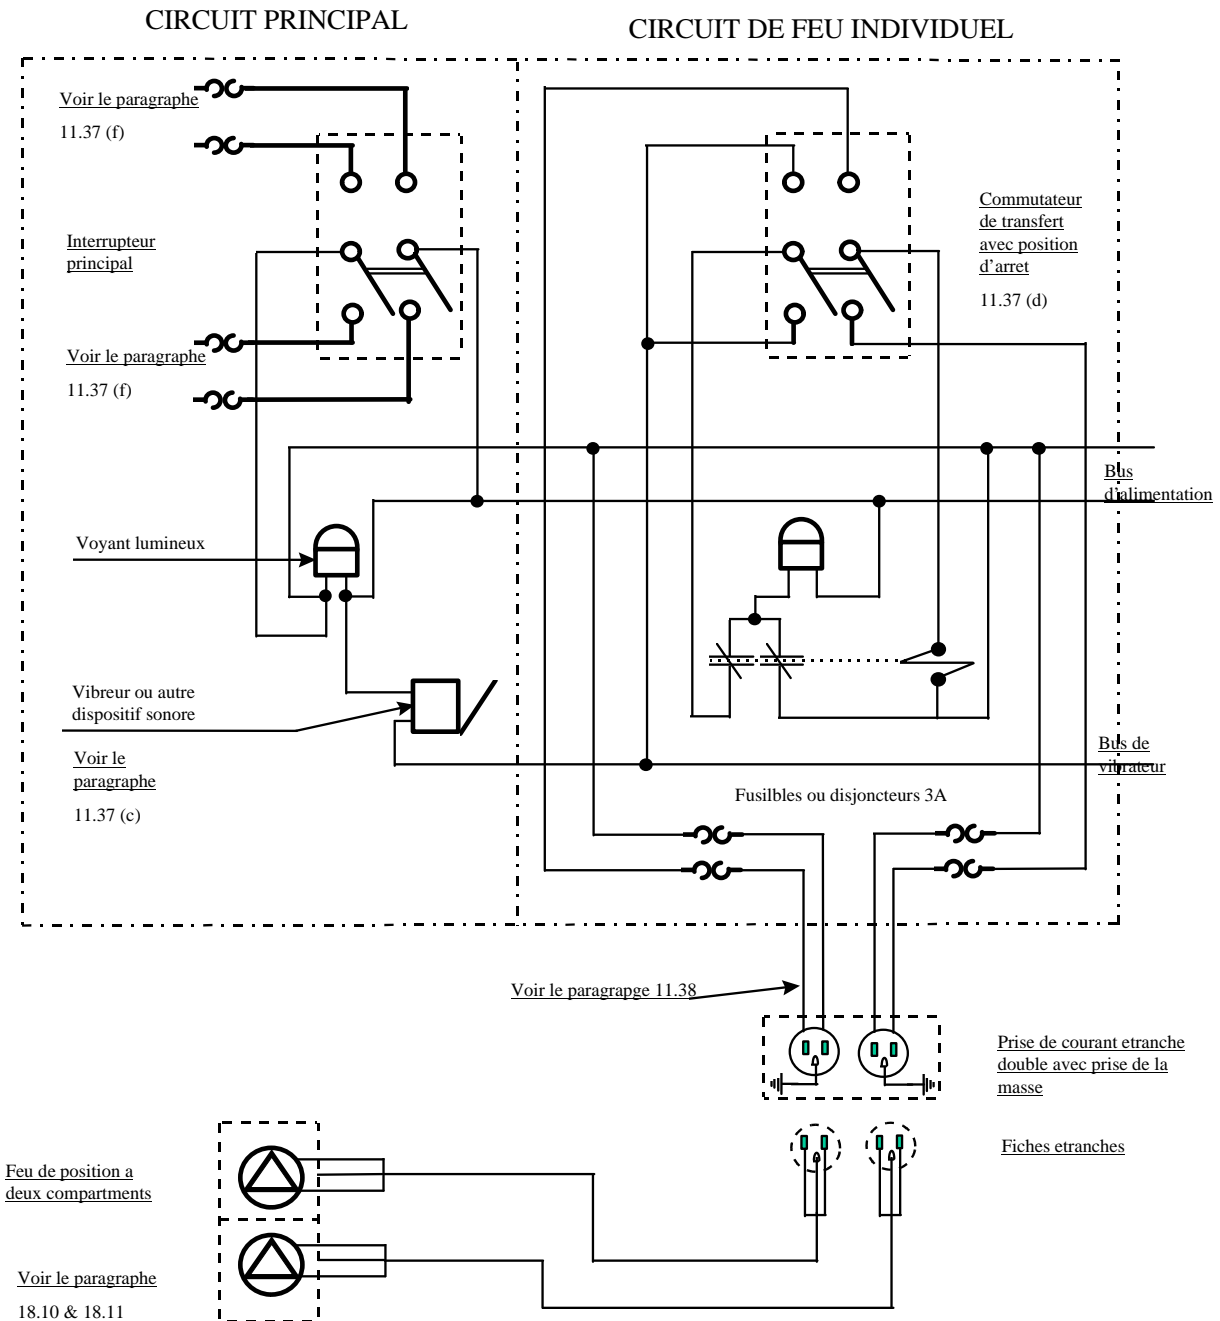 CIRCUIT PRINCIPAL
CIRCUIT DE FEU INDIVIDUEL
Voir le paragraphe
11.37 (f)
Interrupteur
principal
Voir le paragraphe
11.37 (f)
Commutateur
de transfert
avec position
d'arret
11.37 (d)
Bus
d'alimentation
Voyant lumineux
Vibreur ou autre
dispositif sonore
Voir le
paragraphe
11.37 (c)
Bus de
vibrateur
Fusilbles ou disjoncteurs 3A
Voir le paragrapge 11.38
Prise de courant etranche
double avec prise de la
masse
Fiches etranches
Feu de position a
deux compartments
Voir le paragraphe
18.10 & 18.11